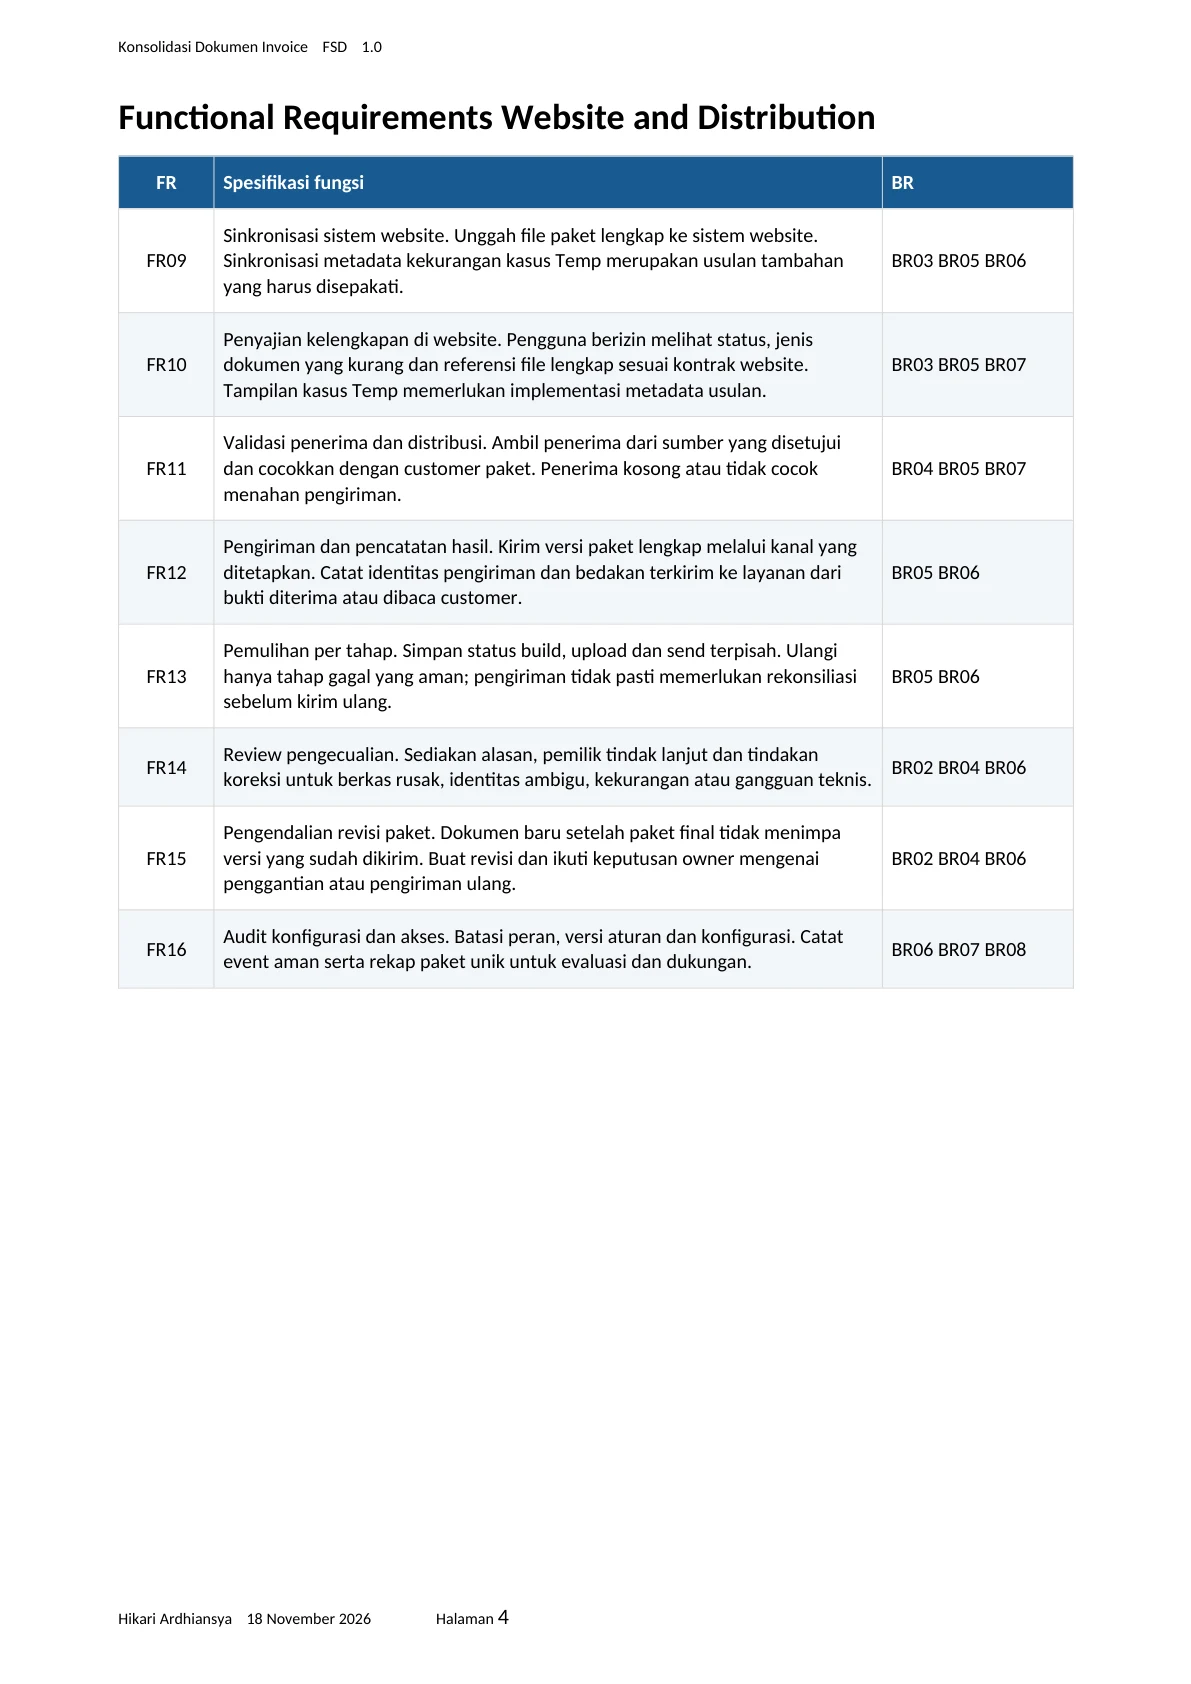 Konsolidasi Dokumen Invoice FSD 1.0
Functional Requirements Website and Distribution
FR Spesifikasi fungsi BR
Sinkronisasi sistem website. Unggah file paket lengkap ke sistem website.
FR09 Sinkronisasi metadata kekurangan kasus Temp merupakan usulan tambahan BR03 BR05 BR06
yang harus disepakati.
Penyajian kelengkapan di website. Pengguna berizin melihat status, jenis
FR10 dokumen yang kurang dan referensi file lengkap sesuai kontrak website. BR03 BR05 BR07
Tampilan kasus Temp memerlukan implementasi metadata usulan.
Validasi penerima dan distribusi. Ambil penerima dari sumber yang disetujui
FR11 dan cocokkan dengan customer paket. Penerima kosong atau tidak cocok BR04 BR05 BR07
menahan pengiriman.
Pengiriman dan pencatatan hasil. Kirim versi paket lengkap melalui kanal yang
FR12 ditetapkan. Catat identitas pengiriman dan bedakan terkirim ke layanan dari BR05 BR06
bukti diterima atau dibaca customer.
Pemulihan per tahap. Simpan status build, upload dan send terpisah. Ulangi
FR13 hanya tahap gagal yang aman; pengiriman tidak pasti memerlukan rekonsiliasi BR05 BR06
sebelum kirim ulang.
Review pengecualian. Sediakan alasan, pemilik tindak lanjut dan tindakan
FR14 koreksi untuk berkas rusak, identitas ambigu, kekurangan atau gangguan teknis. BR02 BR04 BR06
Pengendalian revisi paket. Dokumen baru setelah paket final tidak menimpa
FR15 versi yang sudah dikirim. Buat revisi dan ikuti keputusan owner mengenai BR02 BR04 BR06
penggantian atau pengiriman ulang.
Audit konfigurasi dan akses. Batasi peran, versi aturan dan konfigurasi. Catat
FR16 event aman serta rekap paket unik untuk evaluasi dan dukungan. BR06 BR07 BR08
Hikari Ardhiansya 18 November 2026 Halaman 4